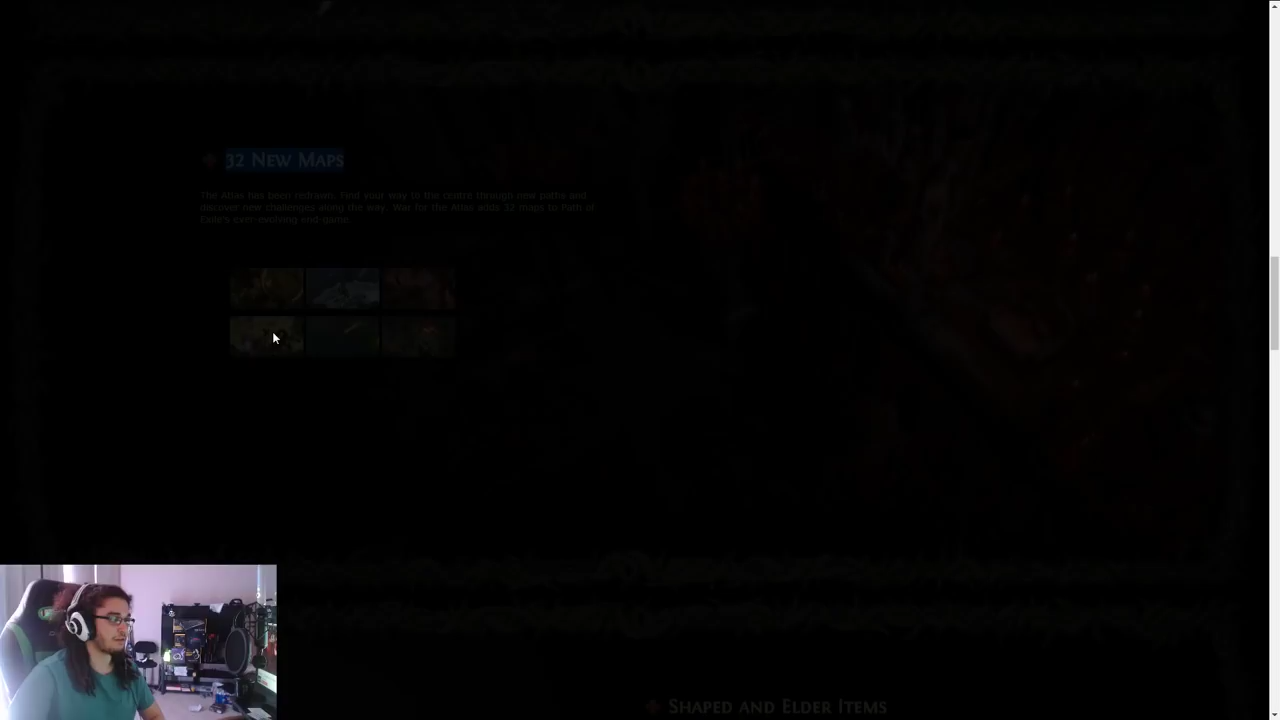 32 New Maps
The Atlas has been redrawn. Find your way to the centre through new paths and
discover new challenges along the way. War for the Atlas adds 32 maps to Path of
Exile's ever-evolving end-game.
Shaped and Elder Items